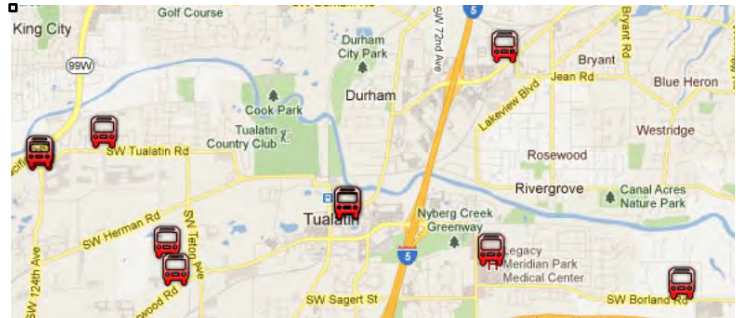 Golf Course
5
King City
SW 72nd Ave
Bryant Rd
Durham
City Park
Bryant
99W
Jean Rd
Blue Heron
Durham
Lakeview Blvd
Cook Park
Tualatin
Country Club
Westridge
SW Tualatin Rd
Rosewood
Rivergrove
Canal Acres
Nature Park
Tualatin
Nyberg Creek
Greenway
SW Herman Rd
SW Teton Ave
5
Legacy
Meridian Park
Medical Center
SW 124th Ave
SW Sagert St
SW Borland Rd